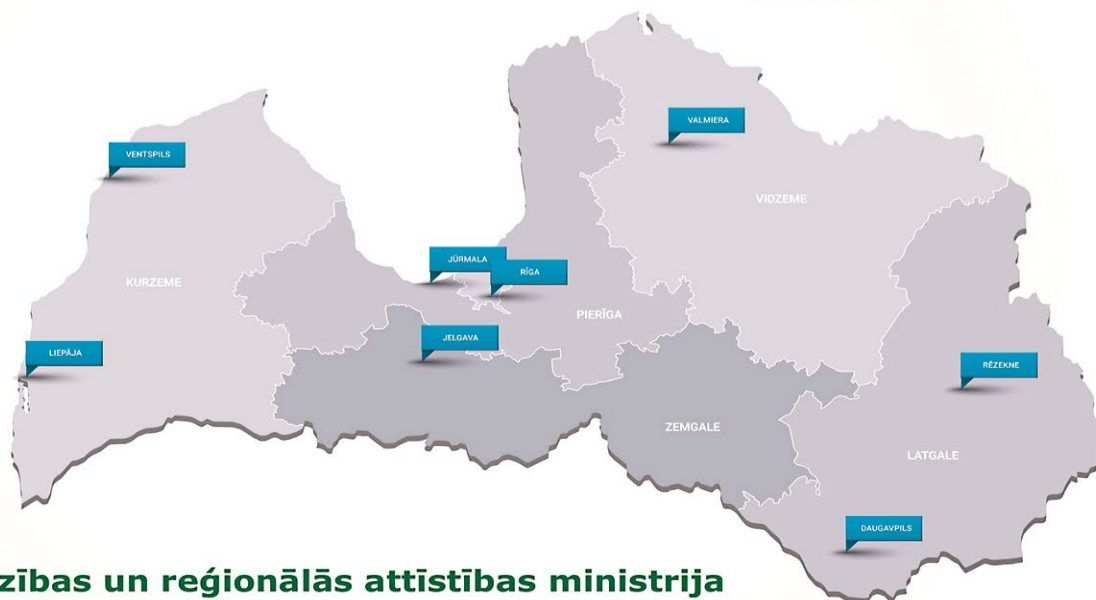 VALMIERA
VENTSPILS
VIDZEME
JŪRMALA
RĪGA
KURZEME
PIERĪGA
JELGAVA
LIEPĀJA
RĒZEKNE
ZEMGALE
LATGALE
DAUGAVPILS
zības un reģionālās attīstības ministrija